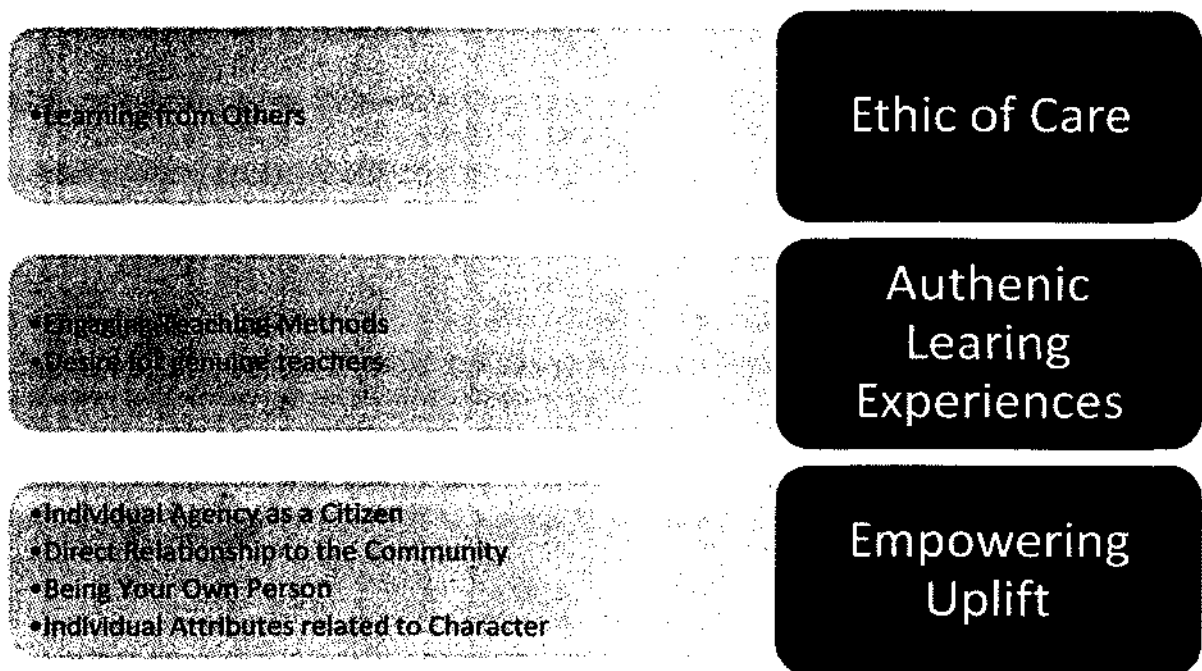 •Learning from Others
Ethic of Care
•Engaging Teaching Methods
•Desire for genuine teachers
Authenic
Learing
Experiences
•Individual Agency as a Citizen
•Direct Relationship to the Community
•Being Your Own Person
•Individual Attributes related to Character
Empowering
Uplift